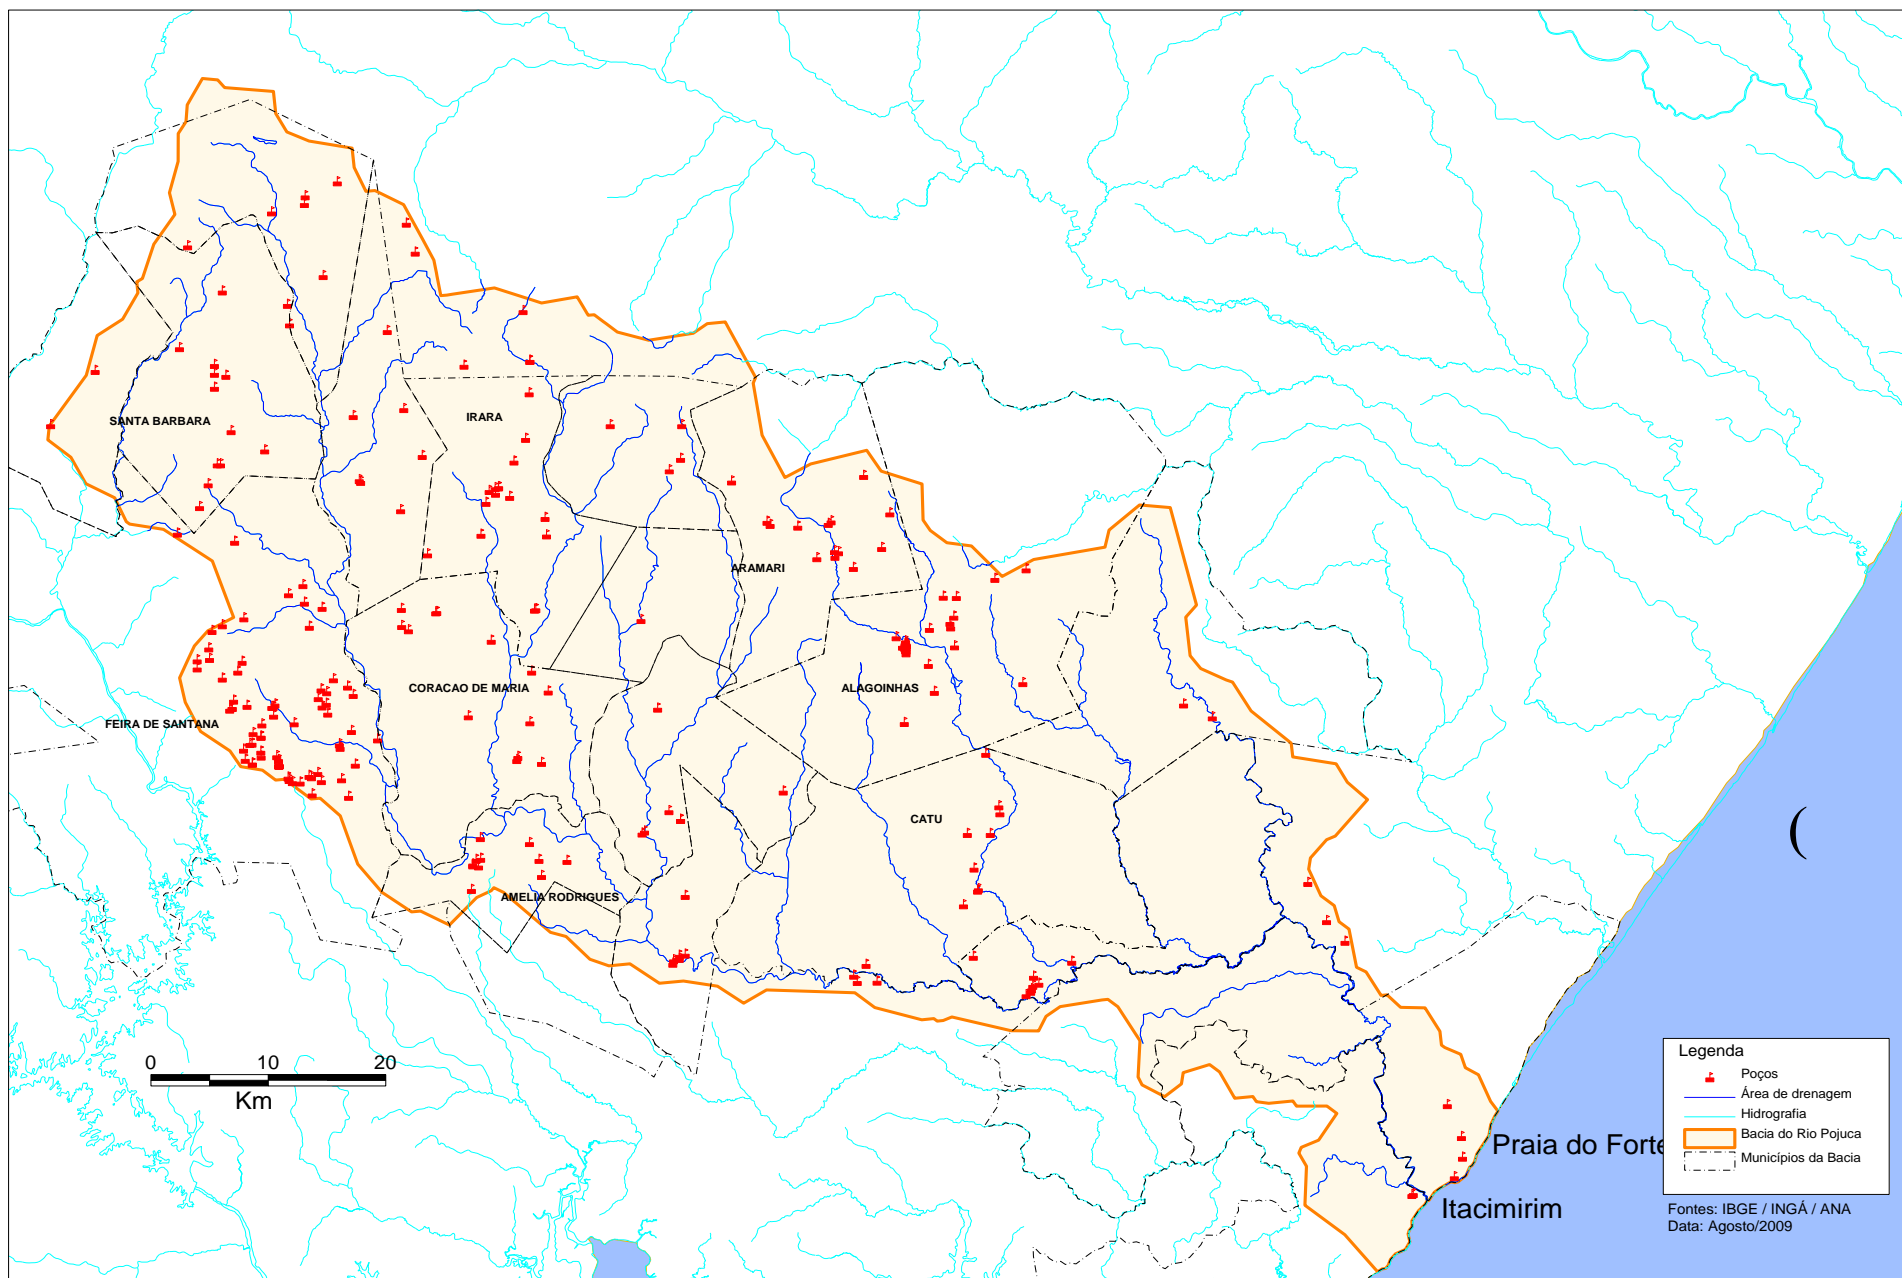 SANTA BARBARA
IRARA
ARAMARI
CORACAO DE MARIA
ALAGOINHAS
FEIRA DE SANTANA
CATU
AMELIA RODRIGUES
0 10 20
Km
(
Legenda
Poços
Área de drenagem
Hidrografia
Bacia do Rio Pojuca
Municípios da Bacia
Praia do Forte
Itacimirim
Fontes: IBGE / INGÁ / ANA
Data: Agosto/2009